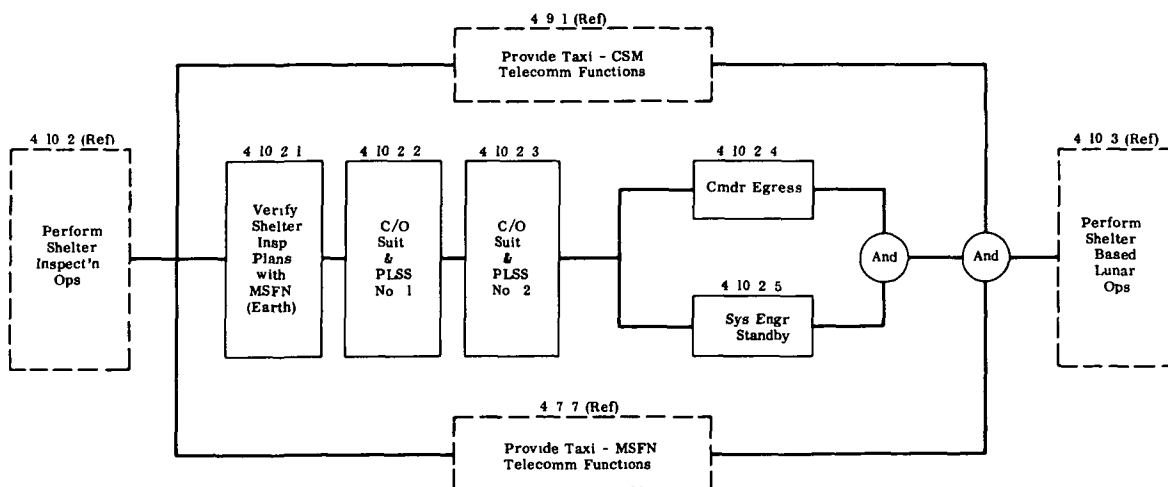 4 9 1 (Ref)
Provide Taxi - CSM
Telecomm Functions
4 10 2 (Ref)
Perform
Shelter
Inspect'n
Ops
4 10 2 1
Verify
Shelter
Insp
Plans
with
MSFN
(Earth)
4 10 2 2
C/O
Suit
&
PLSS
No 1
4 10 2 3
C/O
Suit
&
PLSS
No 2
4 10 2 4
Cmdr Egress
4 10 2 5
Sys Engr
Standby
And
And
4 10 3 (Ref)
Perform
Shelter
Based
Lunar
Ops
4 7 7 (Ref)
Provide Taxi - MSFN
Telecomm Functions